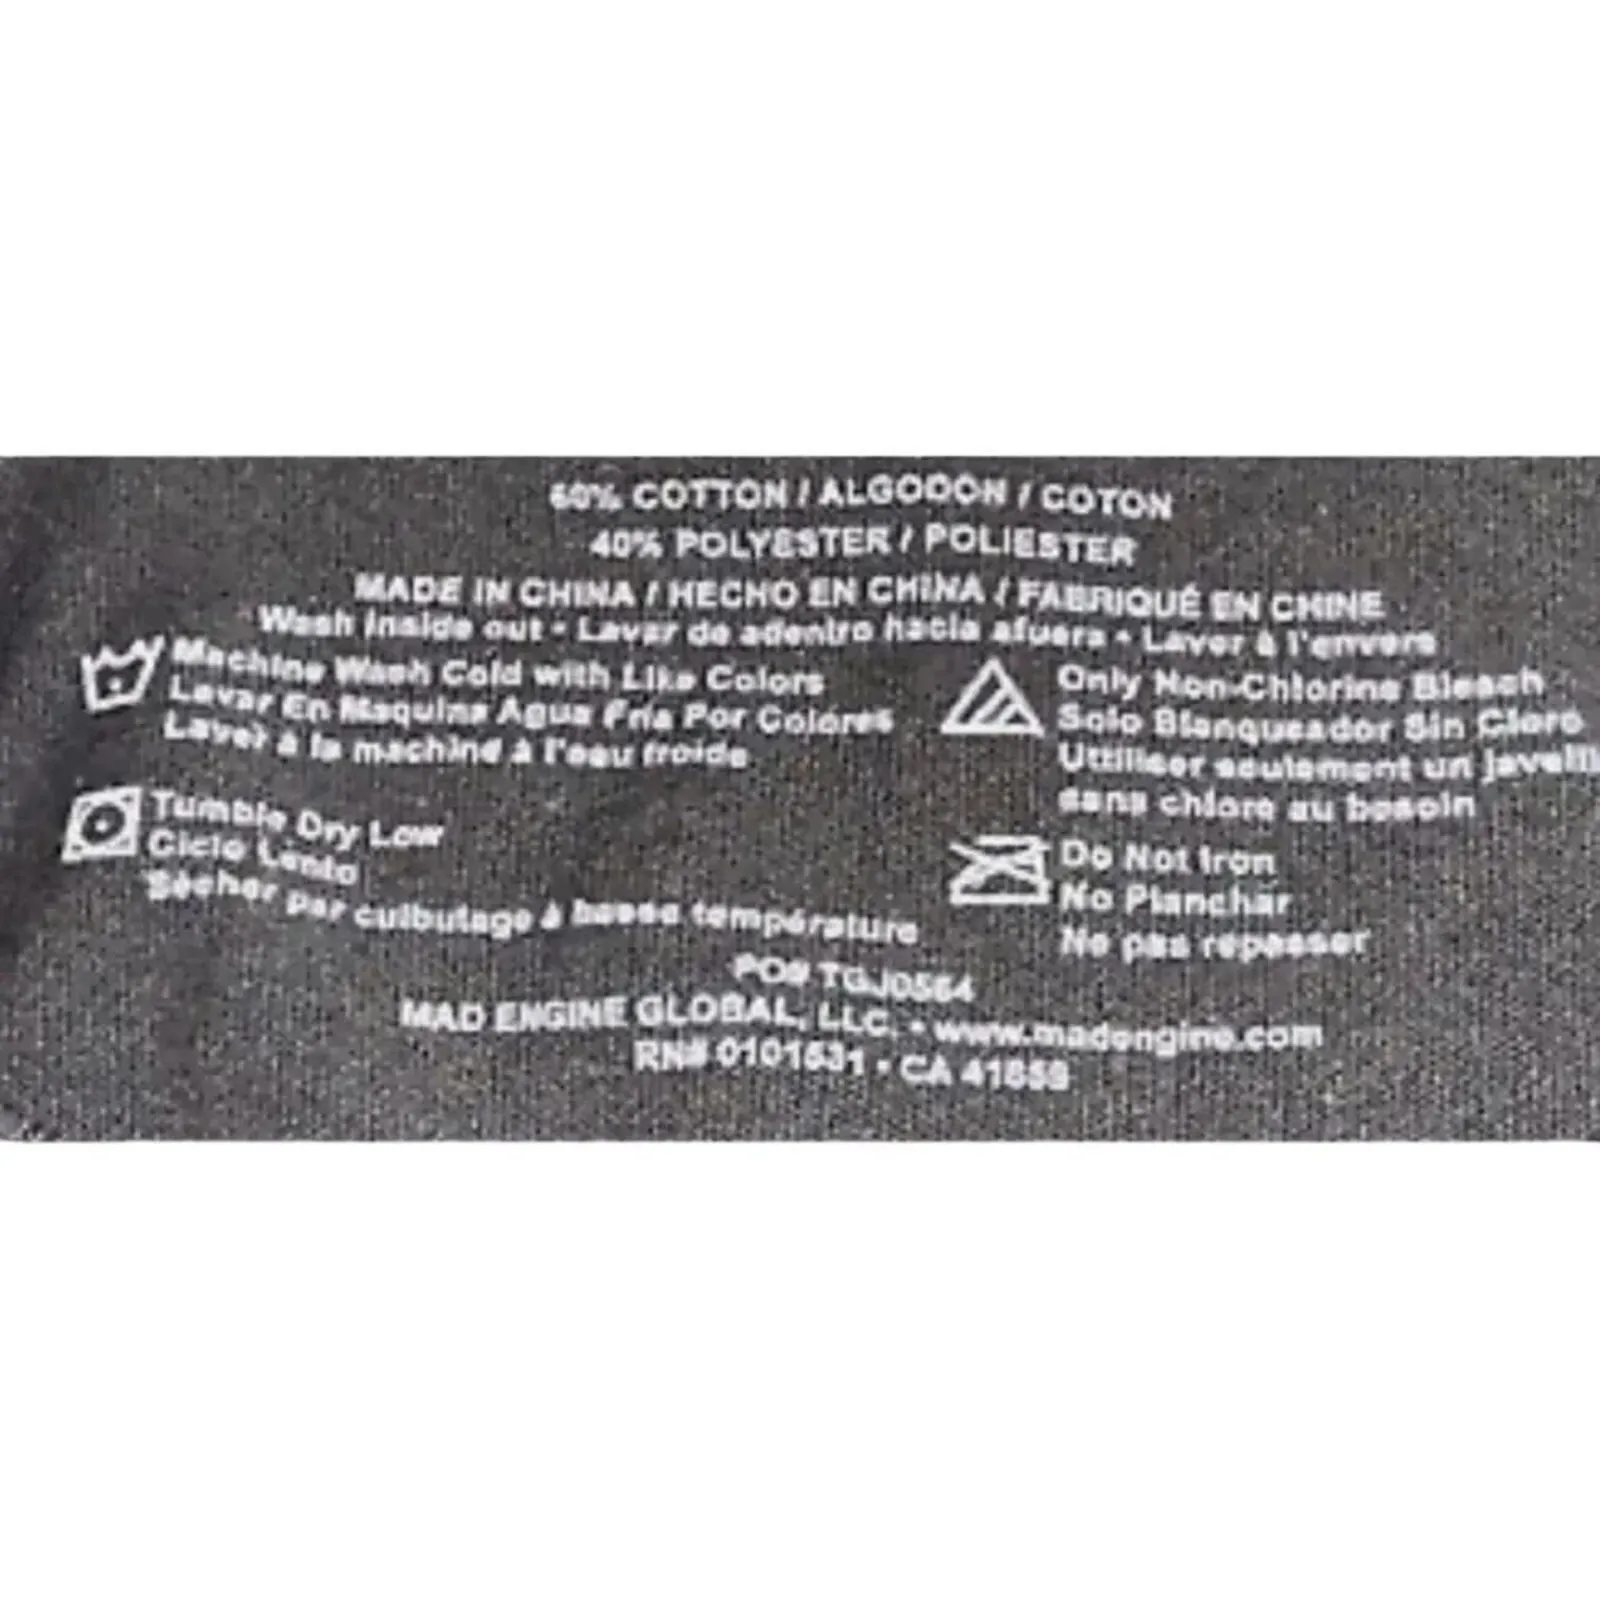 60% COTTON / ALGODÓN / COTON
40% POLYESTER / POLIESTER
MADE IN CHINA / HECHO EN CHINA / FABRIQUÉ EN CHINE
Wash inside out • Lavar de adentro hacia afuera • Laver à l'envers
Machine Wash Cold with Like Colors
Lavar En Maquina Agua Fria Por Colores
Laver à la machine à l'eau froide
Only Non-Chlorine Bleach
Solo Blanqueador Sin Cloro
Utiliser seulement un javelli
sans chlore au besoin
Tumble Dry Low
Ciclo Lento
Sécher par culbutage à basse température
Do Not Iron
No Planchar
Ne pas repasser
PO# TGJ0564
MAD ENGINE GLOBAL, LLC. • www.madengine.com
RN# 0101531 • CA